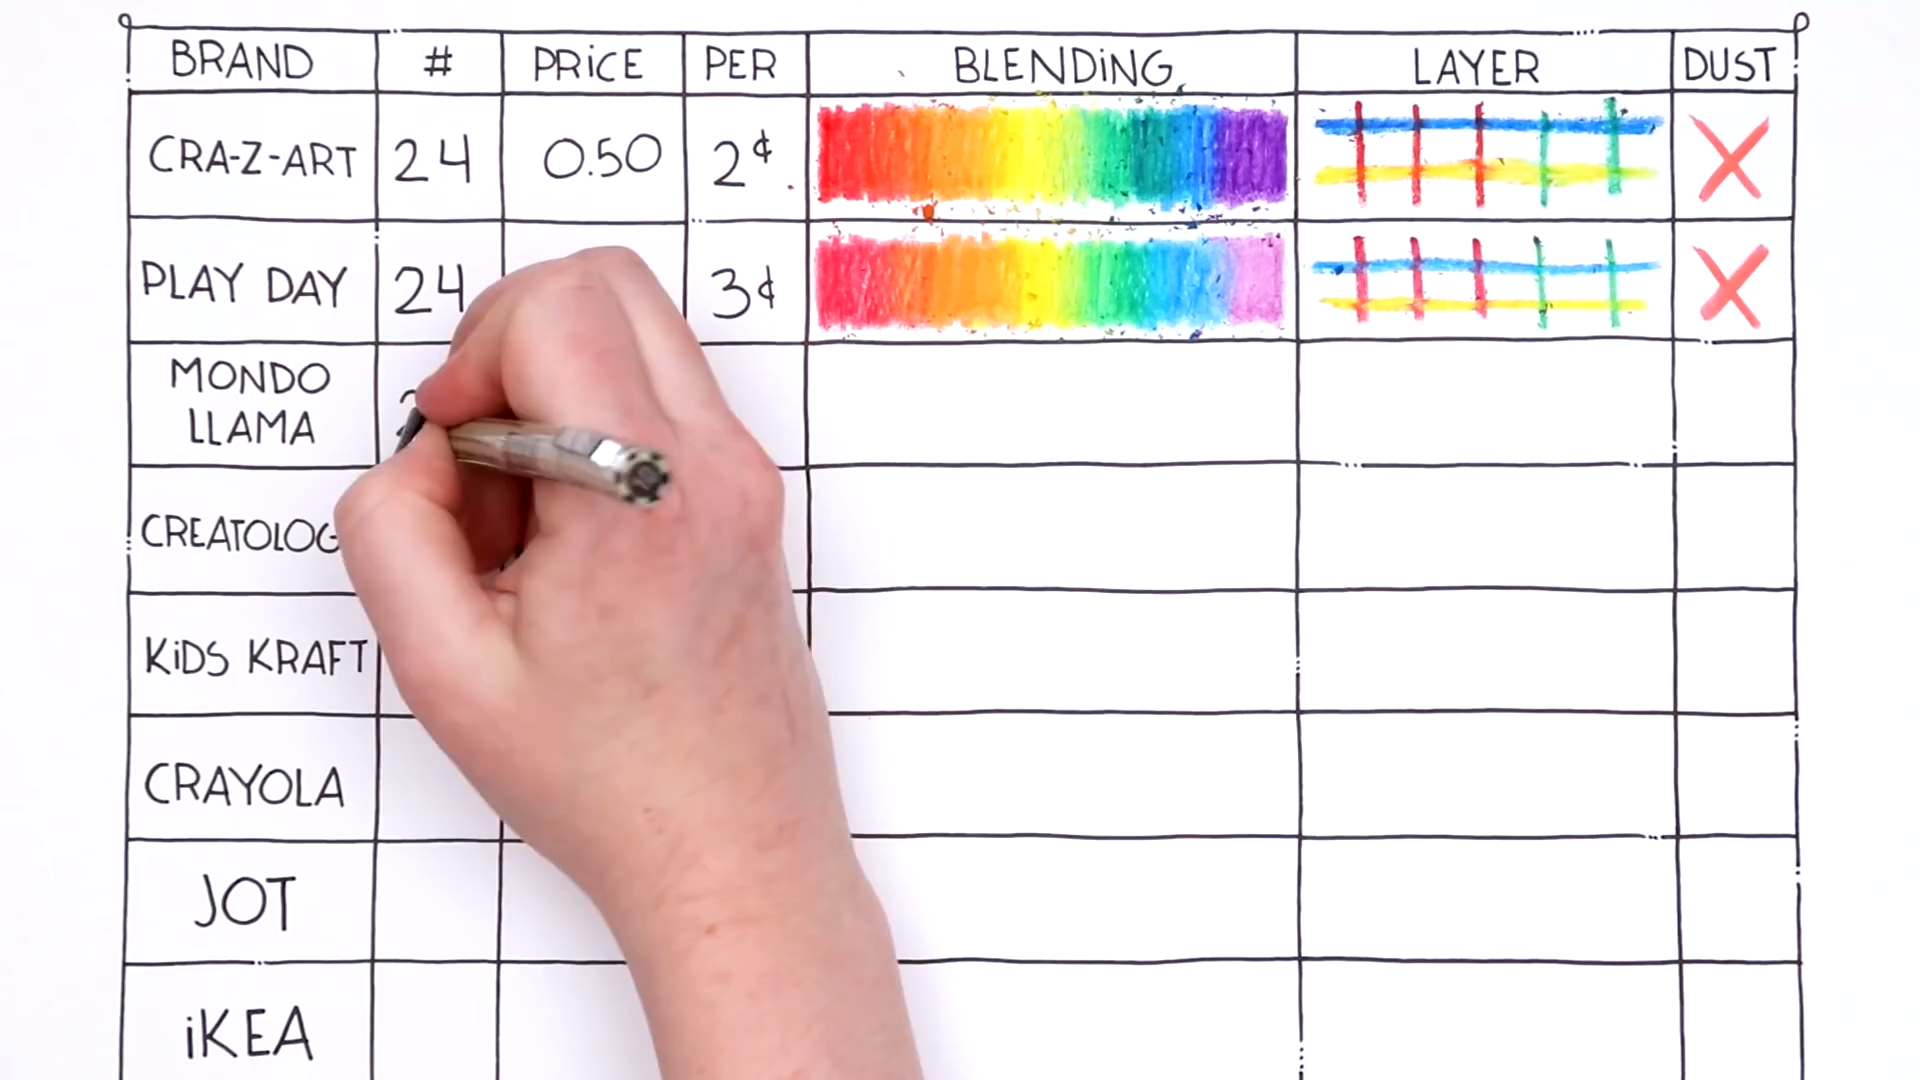 BRAND # PRiCE PER BLENDiNG LAYER DUST
CRA-Z-ART 24 0.50 2¢
PLAY DAY 24 3¢
MONDO
LLAMA
CREATOLOG
KiDS KRAFT
CRAYOLA
JOT
iKEA